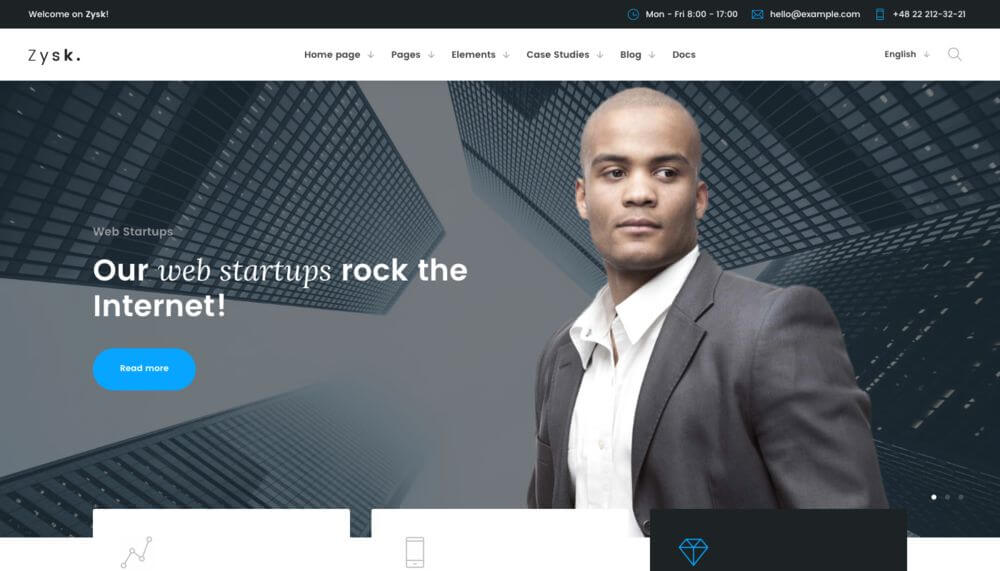 Welcome on Zysk!
Mon - Fri 8:00 - 17:00
hello@example.com
+48 22 212-32-21
Zysk.
Home page
Pages
Elements
Case Studies
Blog
Docs
English
Web Startups
Our web startups rock the
Internet!
Read more